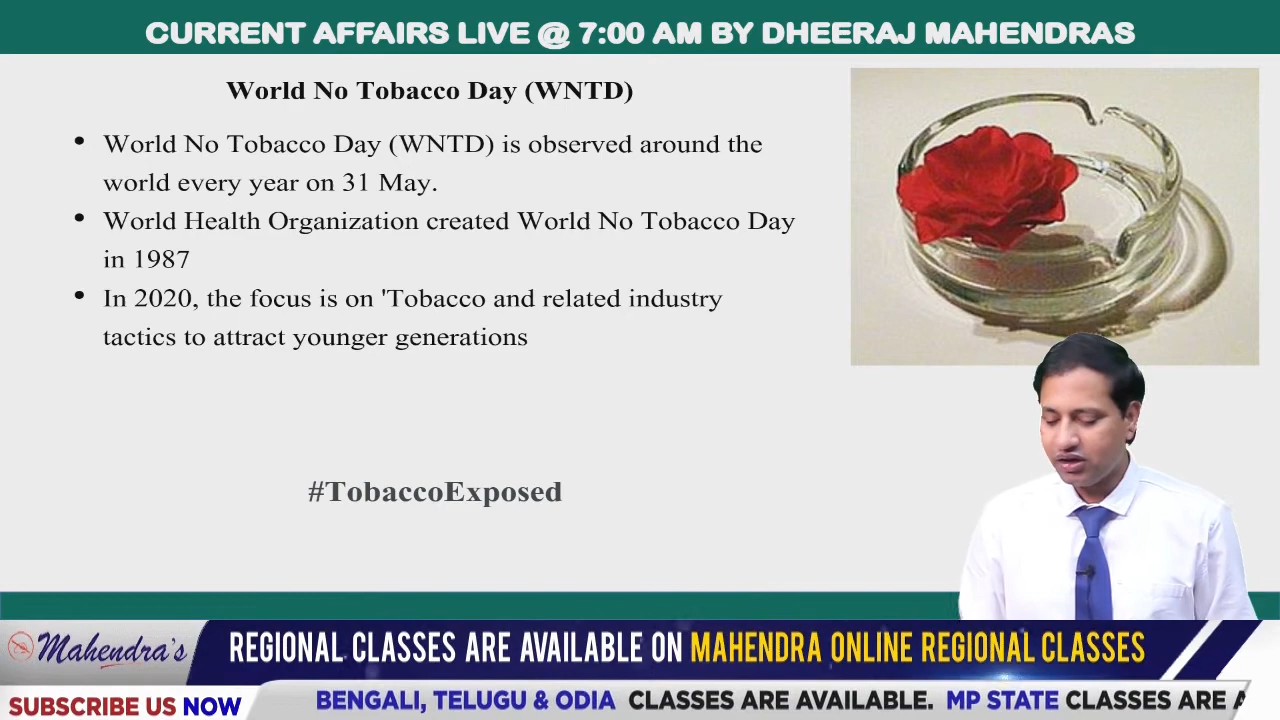 CURRENT AFFAIRS LIVE @ 7:00 AM BY DHEERAJ MAHENDRAS
World No Tobacco Day (WNTD)
• World No Tobacco Day (WNTD) is observed around the
world every year on 31 May.
• World Health Organization created World No Tobacco Day
in 1987
• In 2020, the focus is on 'Tobacco and related industry
tactics to attract younger generations
#TobaccoExposed
Mahendra's
REGIONAL CLASSES ARE AVAILABLE ON MAHENDRA ONLINE REGIONAL CLASSES
SUBSCRIBE US NOW
BENGALI, TELUGU & ODIA CLASSES ARE AVAILABLE. MP STATE CLASSES ARE